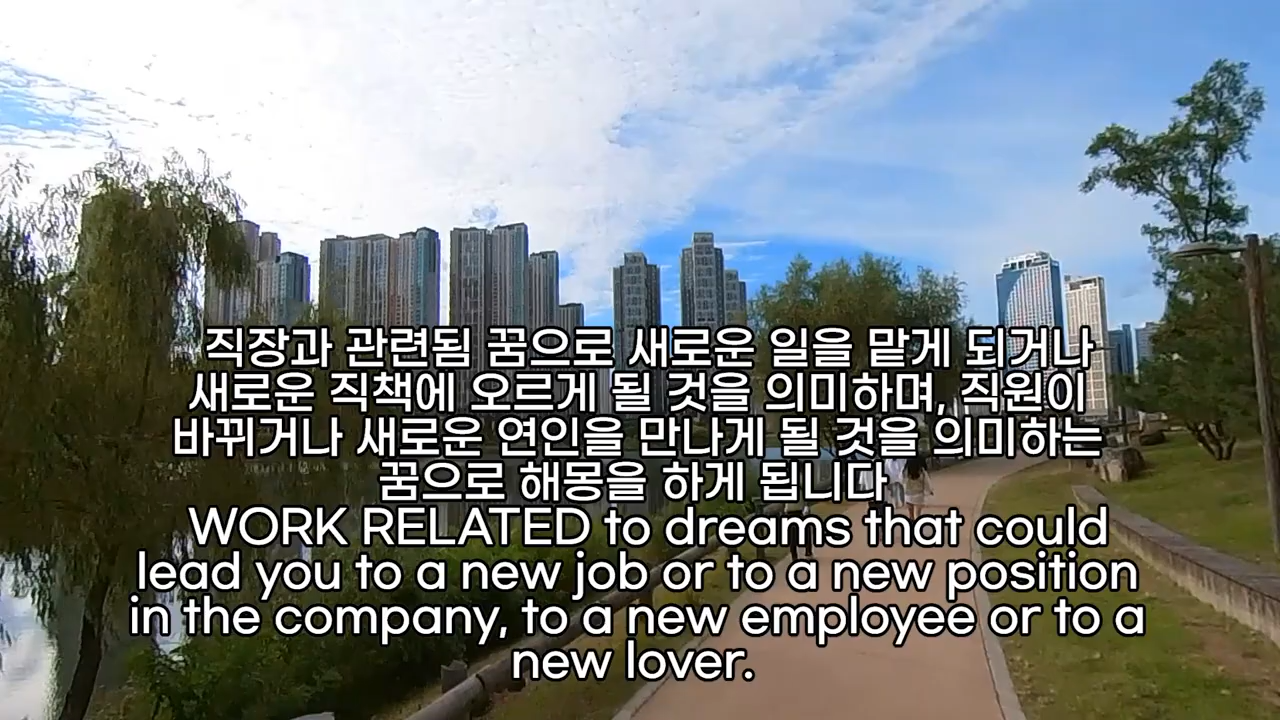 직장과 관련됨 꿈으로 새로운 일을 맡게 되거나
새로운 직책에 오르게 될 것을 의미하며, 직원이
바뀌거나 새로운 연인을 만나게 될 것을 의미하는
꿈으로 해몽을 하게 됩니다
WORK RELATED to dreams that could
lead you to a new job or to a new position
in the company, to a new employee or to a
new lover.